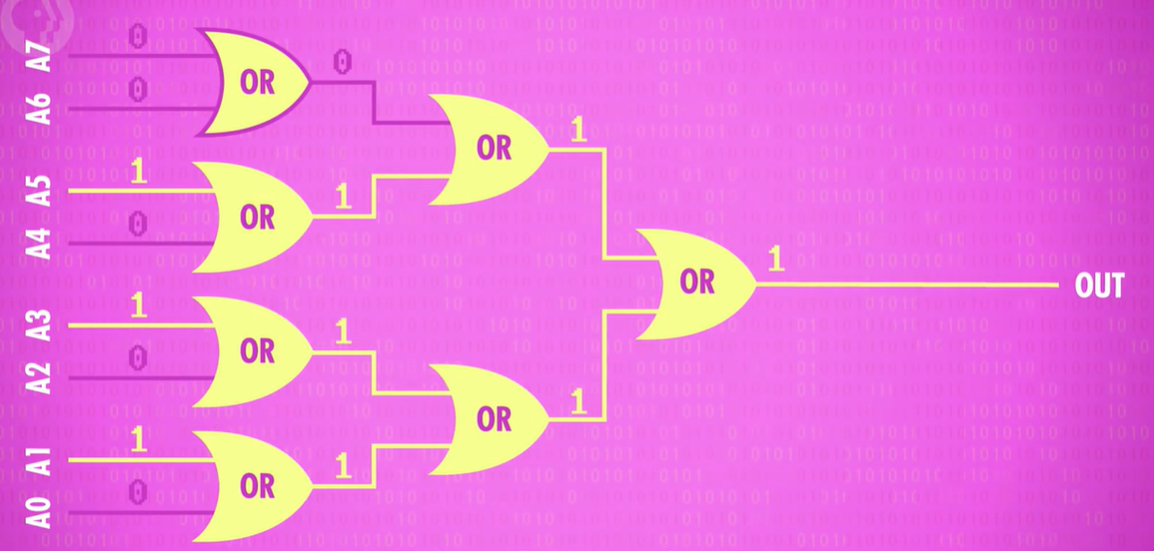 A7 0
OR 0
A6 0
OR 1
A5 1
OR 1
A4 0
OR 1
OUT
A3 1
OR 1
A2 0
OR 1
A1 1
OR 1
A0 0